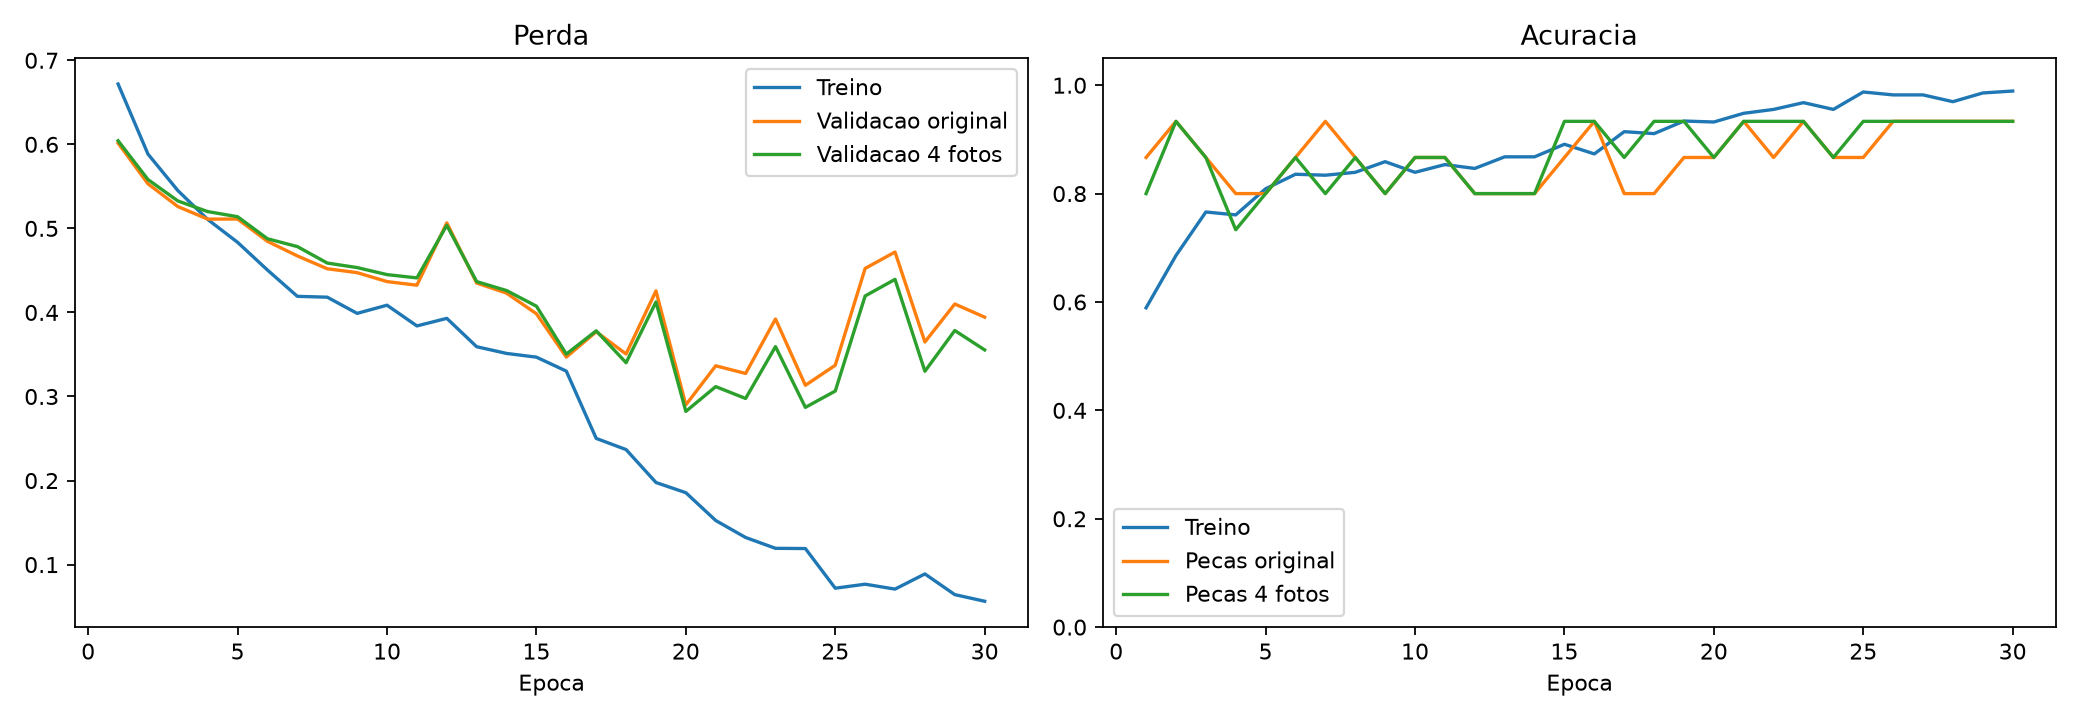 Perda
0.7
0.6
0.5
0.4
0.3
0.2
0.1
Treino
Validacao original
Validacao 4 fotos
0 5 10 15 20 25 30
Epoca
Acuracia
1.0
0.8
0.6
0.4
0.2
0.0
Treino
Pecas original
Pecas 4 fotos
0 5 10 15 20 25 30
Epoca